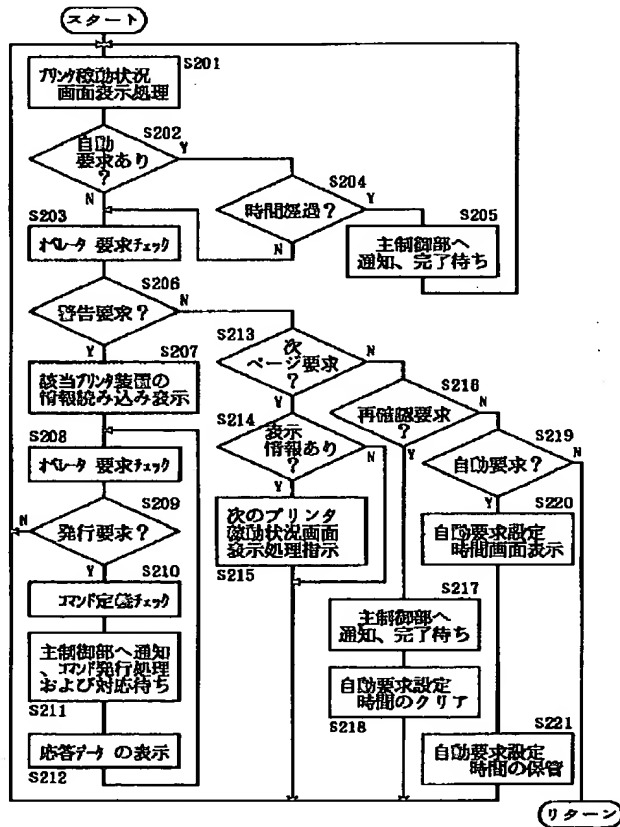 スタート
S201
プリンタ稼動状況
画面表示処理
S202
自動
要求あり
?
Y
N
S204
時間経過?
Y
N
S205
主制御部へ
通知、完了待ち
S203
オペレータ 要求チェック
S206
警告要求?
N
Y
S207
該当プリンタ装置の
情報読み込み表示
S208
オペレータ 要求チェック
S209
N
発行要求?
Y
S210
コマンド定義チェック
主制御部へ通知
、コマンド発行処理
および対応待ち
S211
応答データ の表示
S212
S213
次
ページ要求
?
N
Y
S214
表示
情報あり
?
N
Y
次のプリンタ
稼動状況画面
表示処理指示
S215
S216
再確認要求
?
N
Y
S217
主制御部へ
通知、完了待ち
自動要求設定
時間のクリア
S218
S219
自動要求?
N
Y
S220
自動要求設定
時間画面表示
S221
自動要求設定
時間の保管
リターン